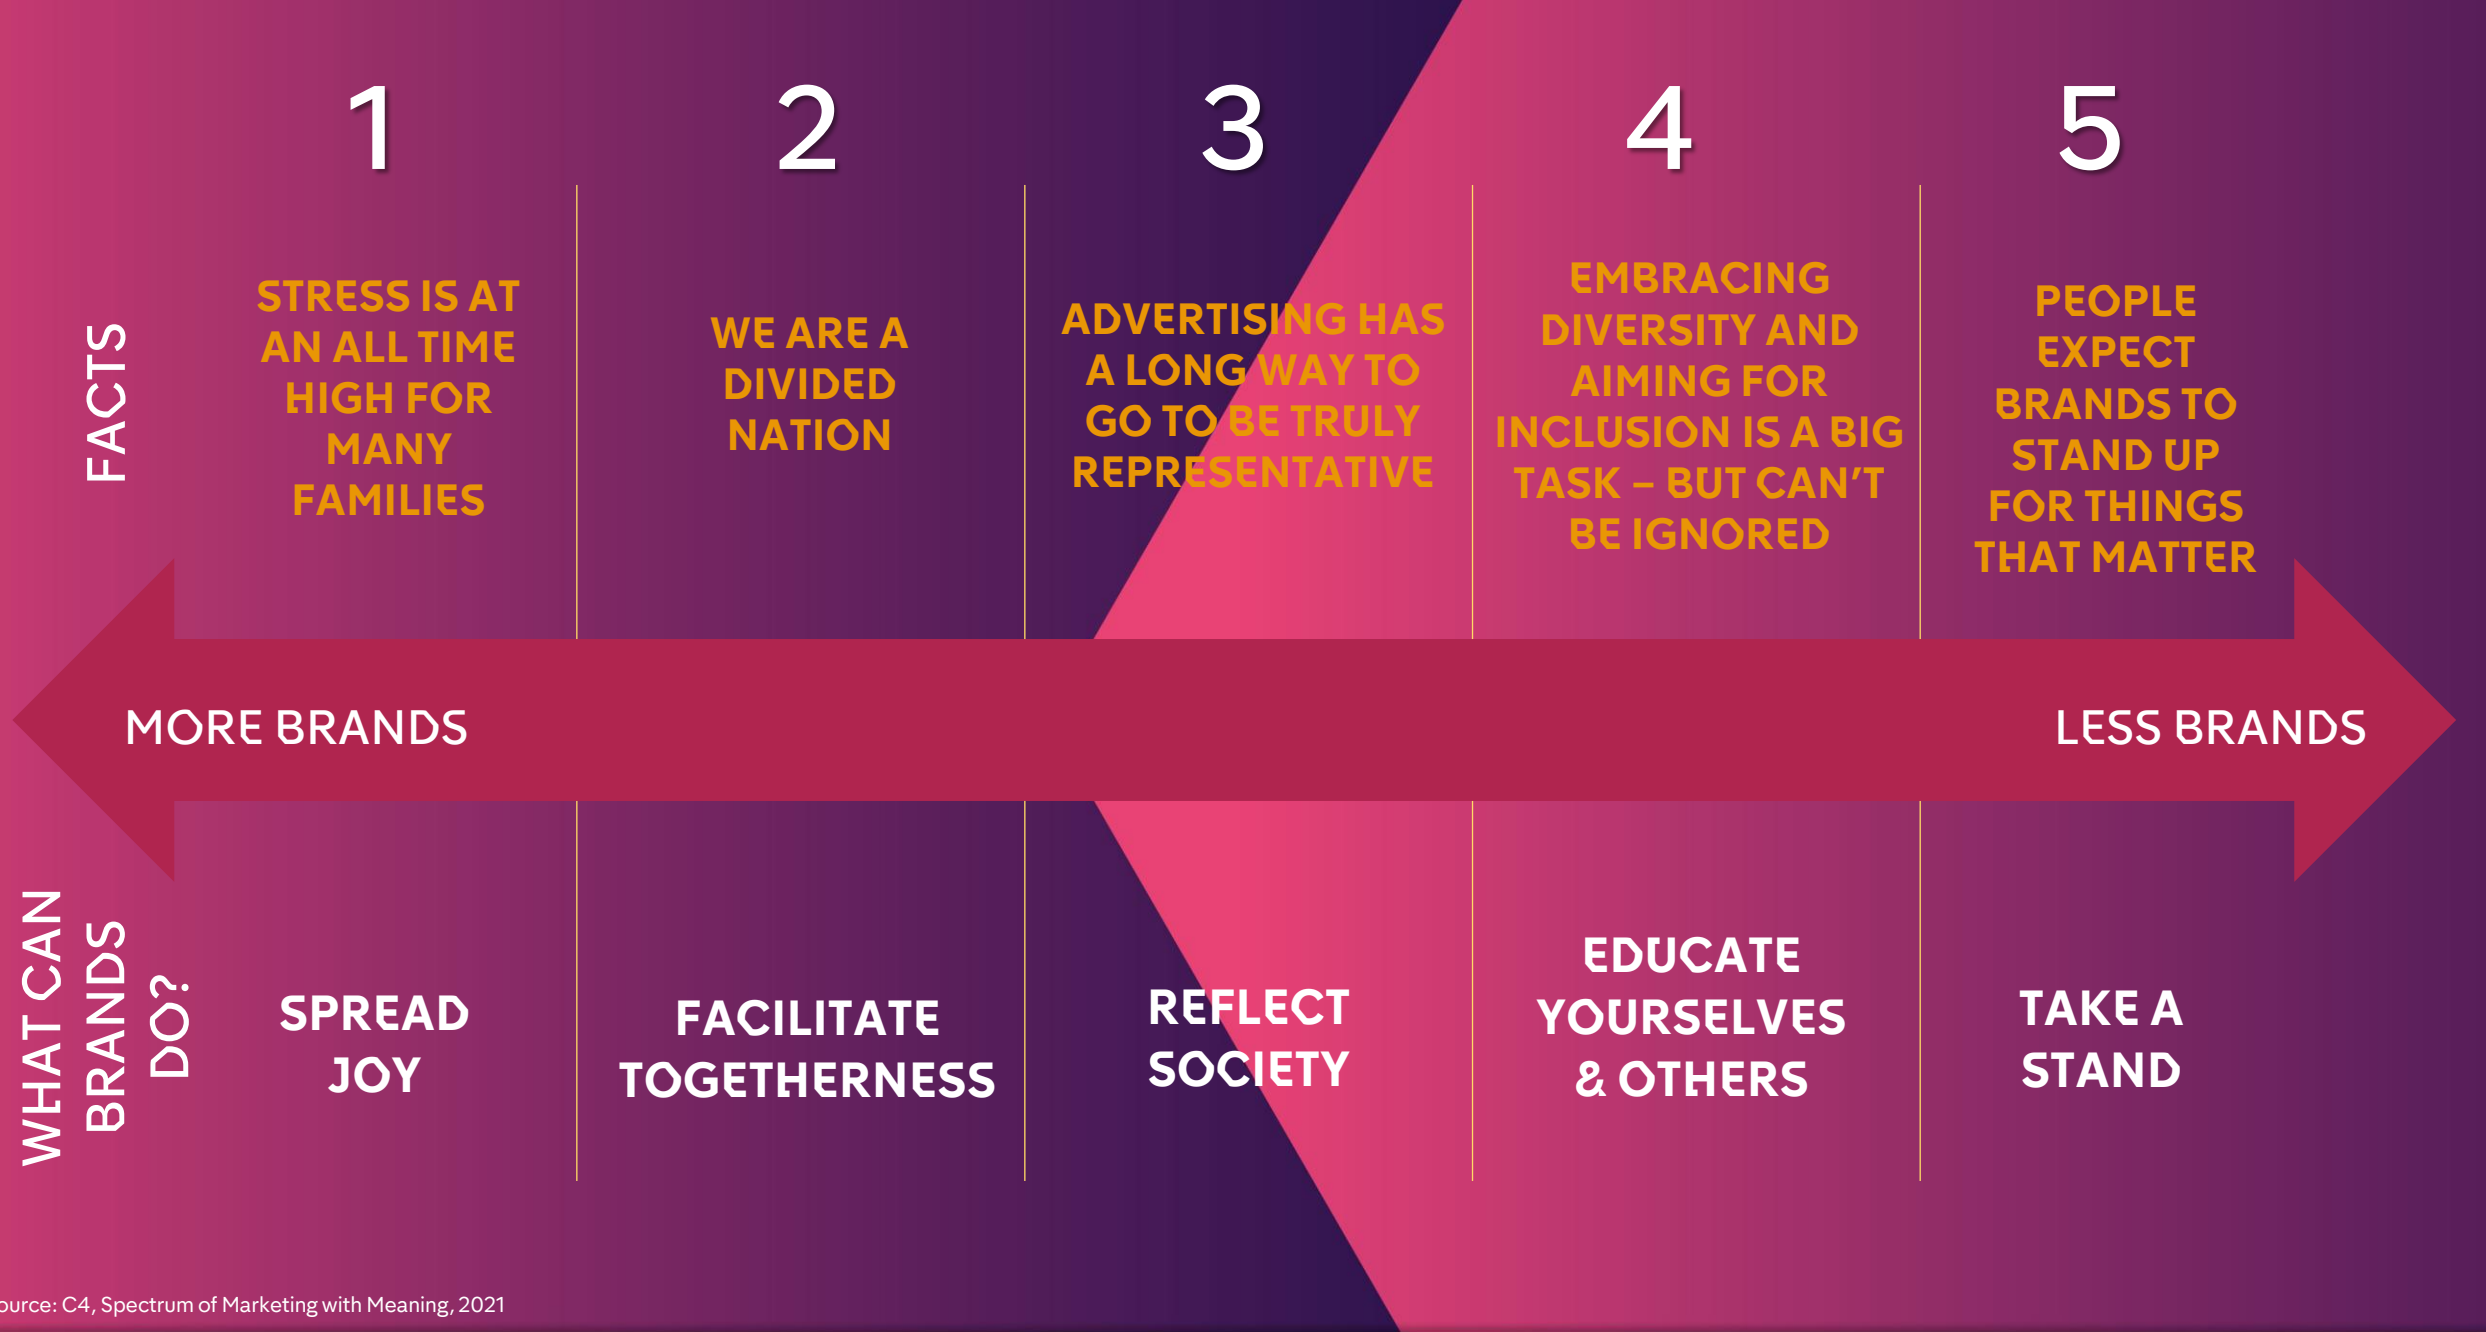 1
2
3
4
5
FACTS
STRESS IS AT
AN ALL TIME
HIGH FOR
MANY
FAMILIES
WE ARE A
DIVIDED
NATION
ADVERTISING HAS
A LONG WAY TO
GO TO BE TRULY
REPRESENTATIVE
EMBRACING
DIVERSITY AND
AIMING FOR
INCLUSION IS A BIG
TASK – BUT CAN'T
BE IGNORED
PEOPLE
EXPECT
BRANDS TO
STAND UP
FOR THINGS
THAT MATTER
MORE BRANDS
LESS BRANDS
WHAT CAN
BRANDS
DO?
SPREAD
JOY
FACILITATE
TOGETHERNESS
REFLECT
SOCIETY
EDUCATE
YOURSELVES
& OTHERS
TAKE A
STAND
ource: C4, Spectrum of Marketing with Meaning, 2021